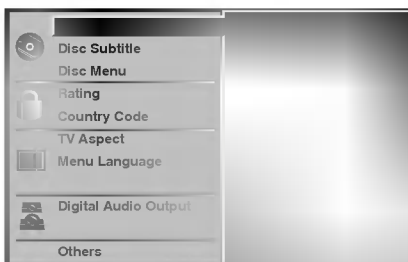 Disc Subtitle
Disc Menu
Rating
Country Code
TV Aspect
Menu Language
Digital Audio Output
Others